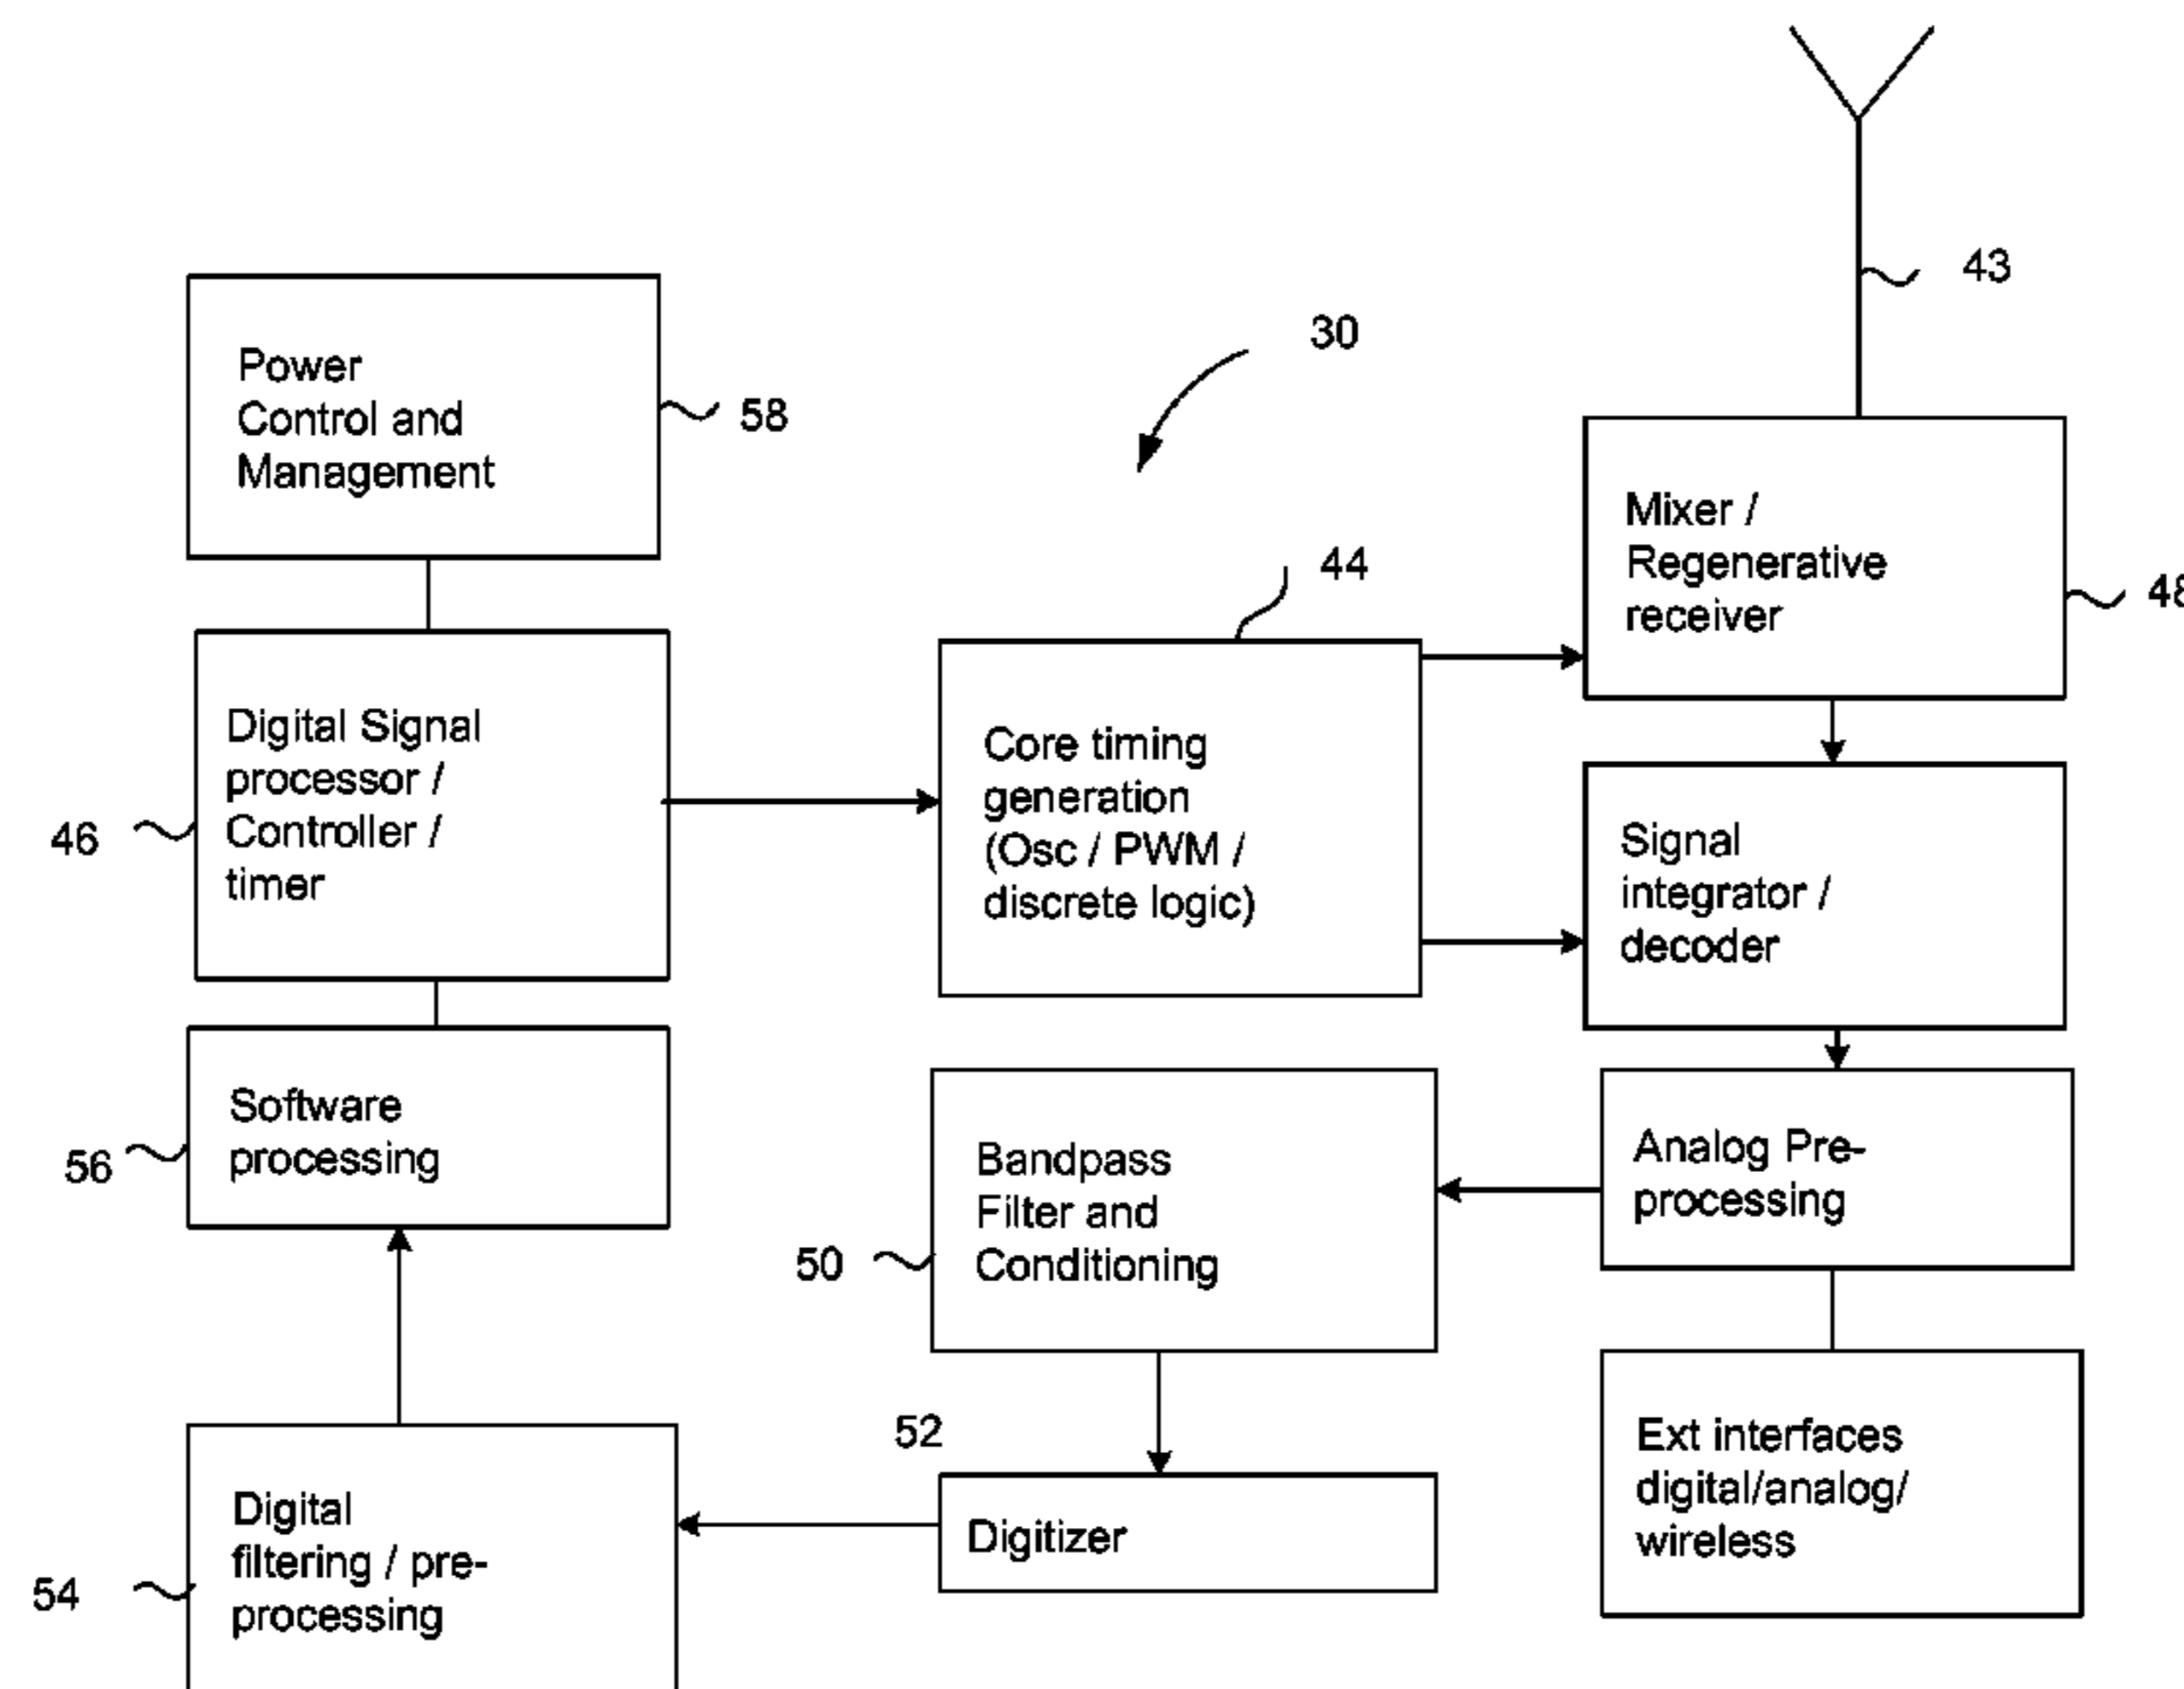 43
30
Power
Control and
Management
58
44
Mixer /
Regenerative
receiver
48
Digital Signal
processor /
Controller /
timer
46
Core timing
generation
(Osc / PWM /
discrete logic)
Signal
integrator /
decoder
Software
processing
56
Bandpass
Filter and
Conditioning
50
Analog Pre-
processing
52
Digitizer
Ext interfaces
digital/analog/
wireless
Digital
filtering / pre-
processing
54